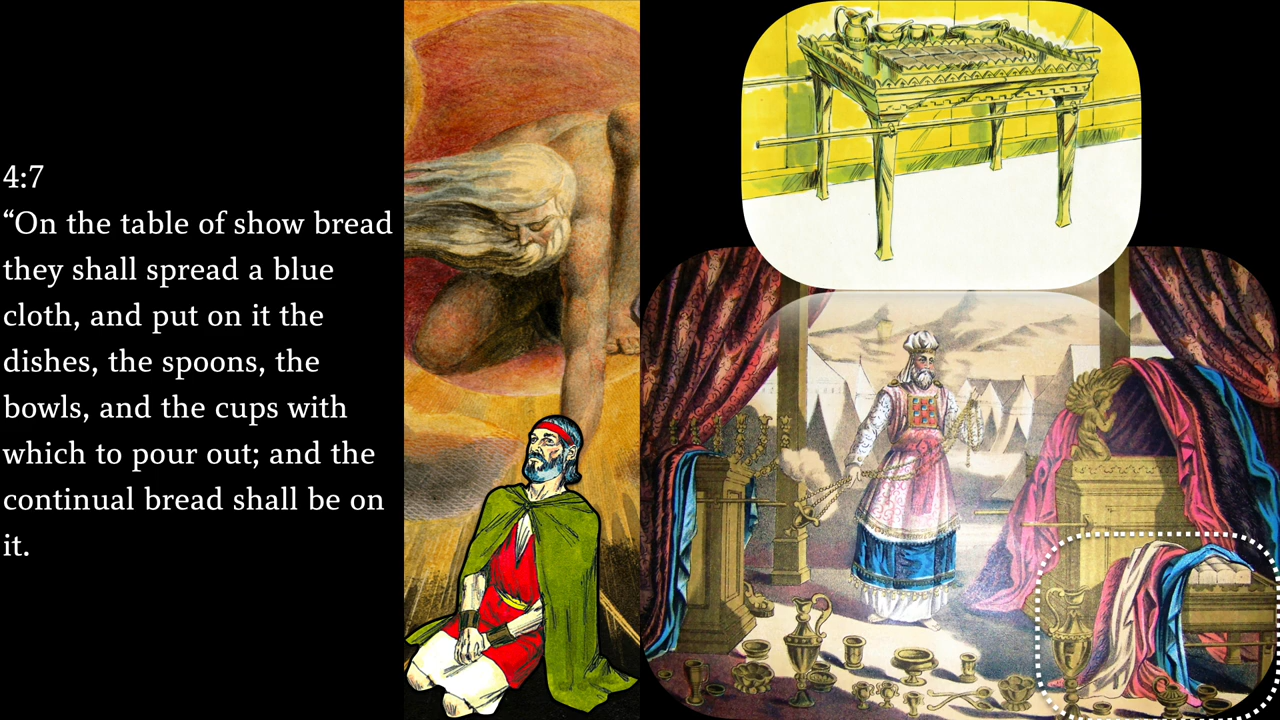 4:7
“On the table of show bread
they shall spread a blue
cloth, and put on it the
dishes, the spoons, the
bowls, and the cups with
which to pour out; and the
continual bread shall be on
it.